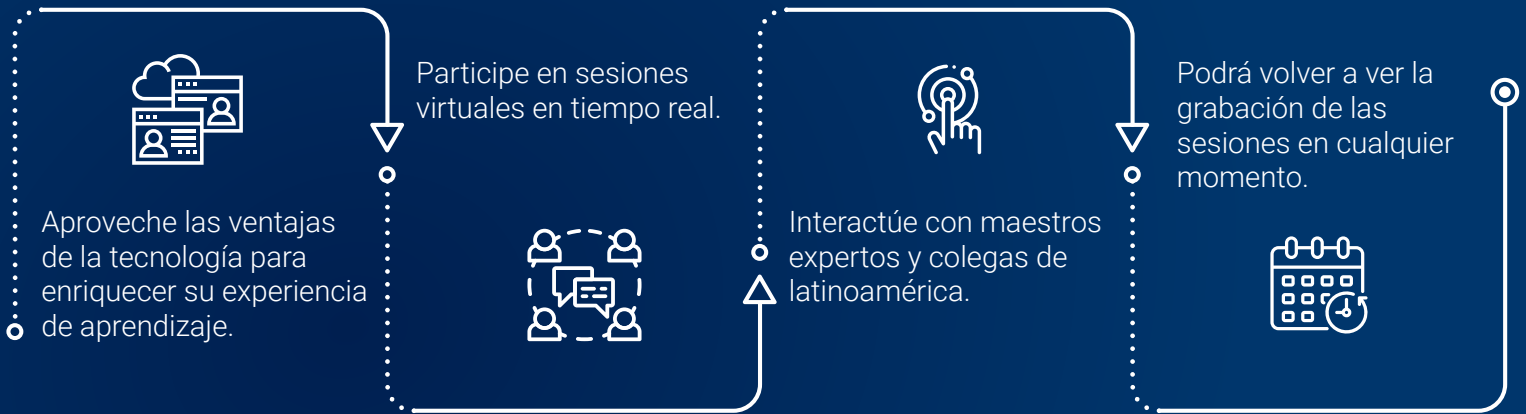 Aproveche las ventajas
de la tecnología para
enriquecer su experiencia
de aprendizaje.
Participe en sesiones
virtuales en tiempo real.
Interactúe con maestros
expertos y colegas de
latinoamérica.
Podrá volver a ver la
grabación de las
sesiones en cualquier
momento.